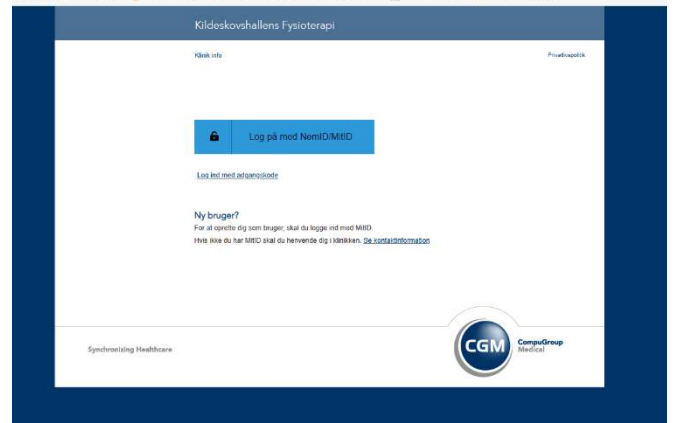 Kildeskovshallens Fysioterapi
Klinik info
Privatlivspolitik
Log på med NemID/MitID
Log ind med adgangskode
Ny bruger?
For at oprette dig som bruger, skal du logge ind med MitID.
Hvis ikke du har MitID skal du henvende dig i klinikken. Se kontaktinformation
Synchronizing Healthcare
CGM
CompuGroup
Medical